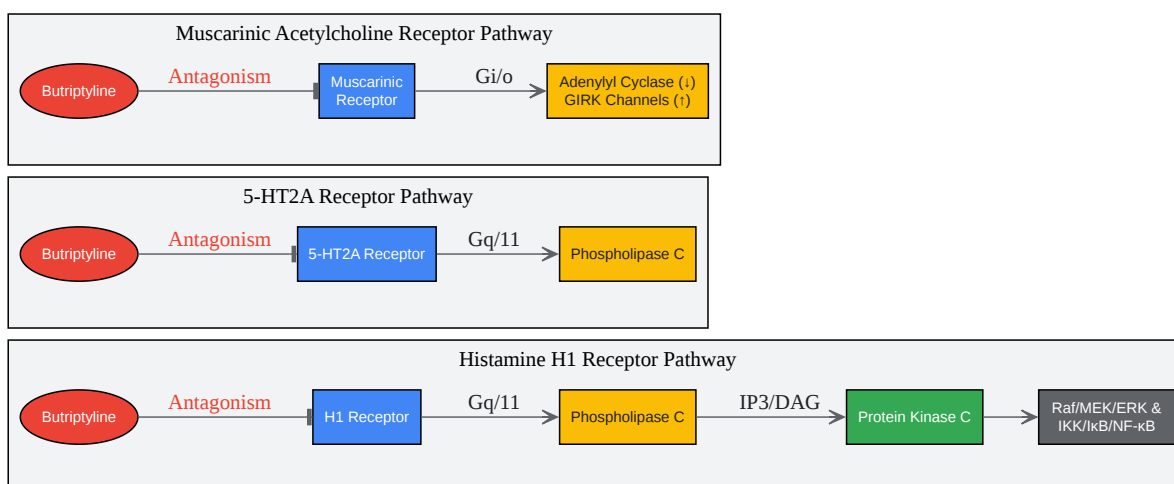 Muscarinic Acetylcholine Receptor Pathway
Butriptyline
Antagonism
Muscarinic
Receptor
Gi/o
Adenylyl Cyclase (↓)
GIRK Channels (↑)
5-HT2A Receptor Pathway
Butriptyline
Antagonism
5-HT2A Receptor
Gq/11
Phospholipase C
Histamine H1 Receptor Pathway
Butriptyline
Antagonism
H1 Receptor
Gq/11
Phospholipase C
IP3/DAG
Protein Kinase C
Raf/MEK/ERK &
IKK/IκB/NF-κB